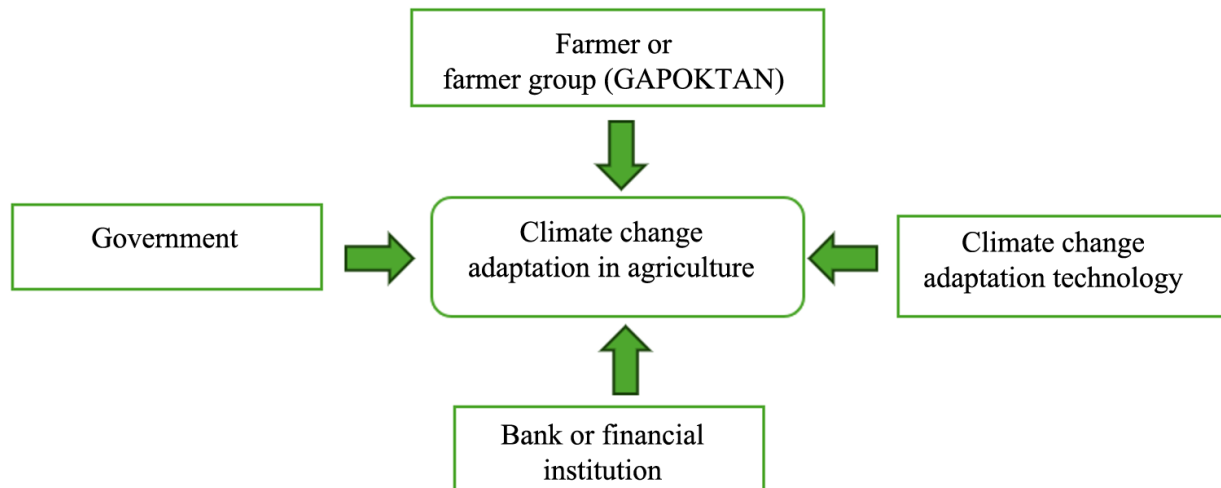 Farmer or
farmer group (GAPOKTAN)
Government
Climate change
adaptation in agriculture
Climate change
adaptation technology
Bank or financial
institution